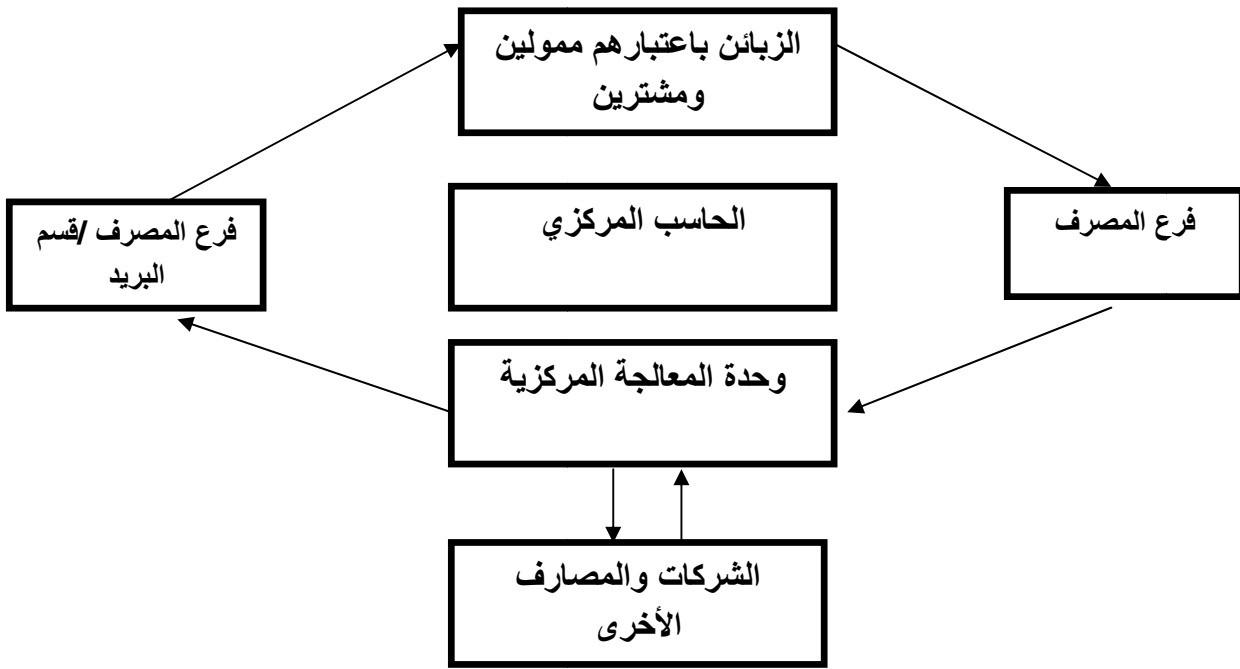 الزبائن باعتبارهم ممولين
ومشترين
فرع المصرف
الحاسب المركزي
فرع المصرف /قسم
البريد
وحدة المعالجة المركزية
الشركات والمصارف
الأخرى